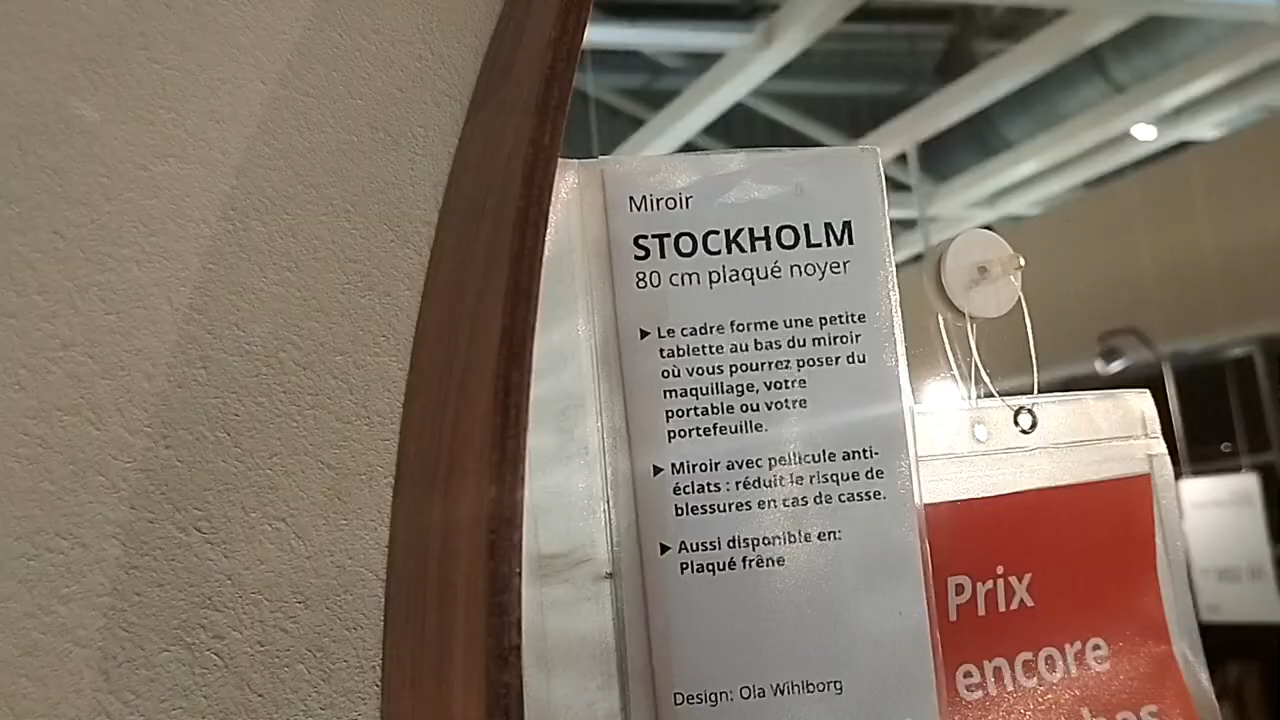 Miroir
STOCKHOLM
80 cm plaqué noyer
▶ Le cadre forme une petite
tablette au bas du miroir
où vous pourrez poser du
maquillage, votre
portable ou votre
portefeuille.
▶ Miroir avec pellicule anti-
éclats : réduit le risque de
blessures en cas de casse.
▶ Aussi disponible en:
Plaqué frêne
Design: Ola Wihlborg
Prix
encore